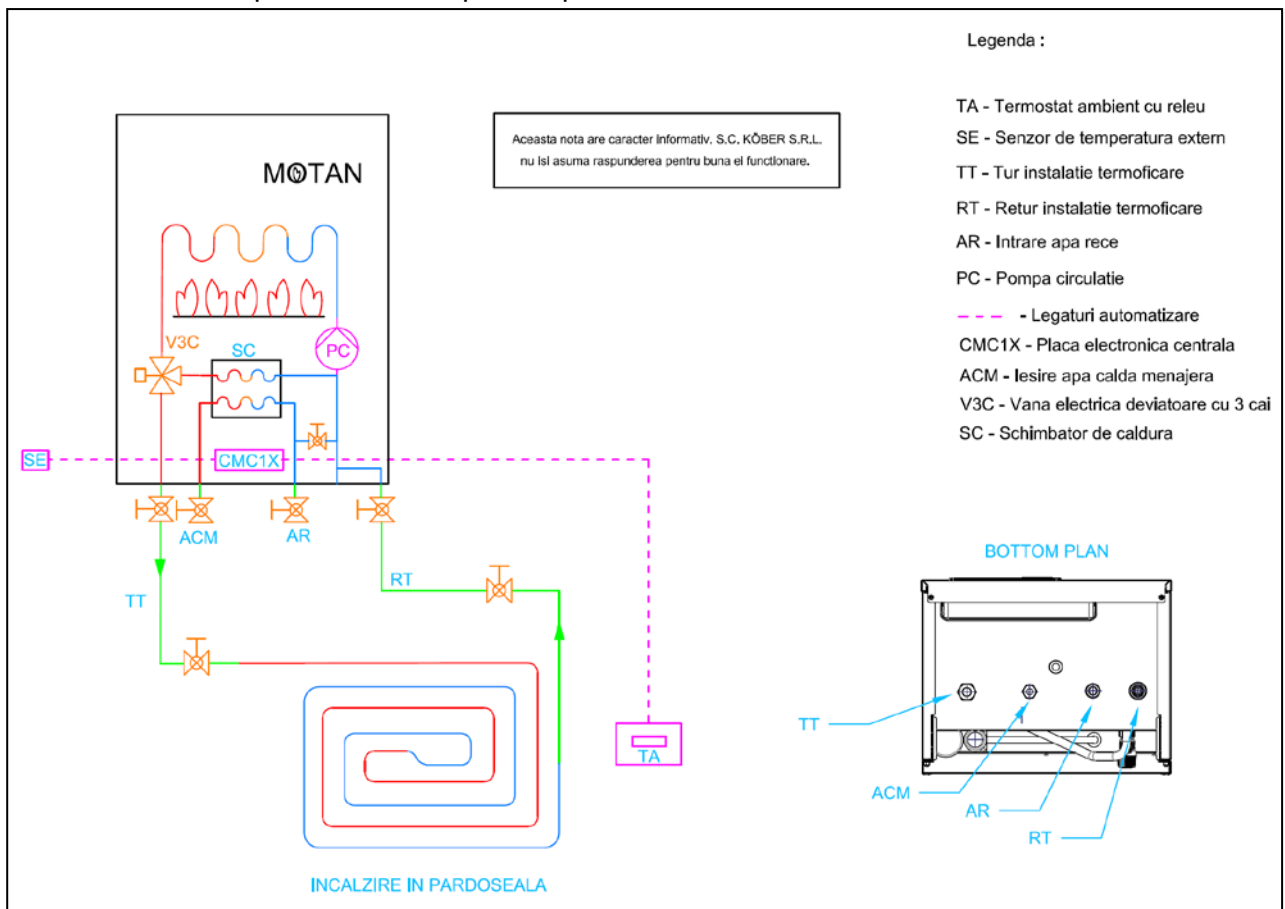 Legenda :
Aceasta nota are caracter informativ. S.C. KÖBER S.R.L.
nu isi asuma raspunderea pentru buna ei functionare.
MOTAN
TA - Termostat ambient cu releu
SE - Senzor de temperatura extern
TT - Tur instalatie termoficare
RT - Retur instalatie termoficare
AR - Intrare apa rece
PC - Pompa circulatie
- Legaturi automatizare
CMC1X - Placa electronica centrala
ACM - Iesire apa calda menajera
V3C - Vana electrica deviatoare cu 3 cai
SC - Schimbator de caldura
V3C
SC
PC
SE
CMC1X
ACM
AR
TT
RT
TA
INCALZIRE IN PARDOSEALA
BOTTOM PLAN
TT
ACM
AR
RT